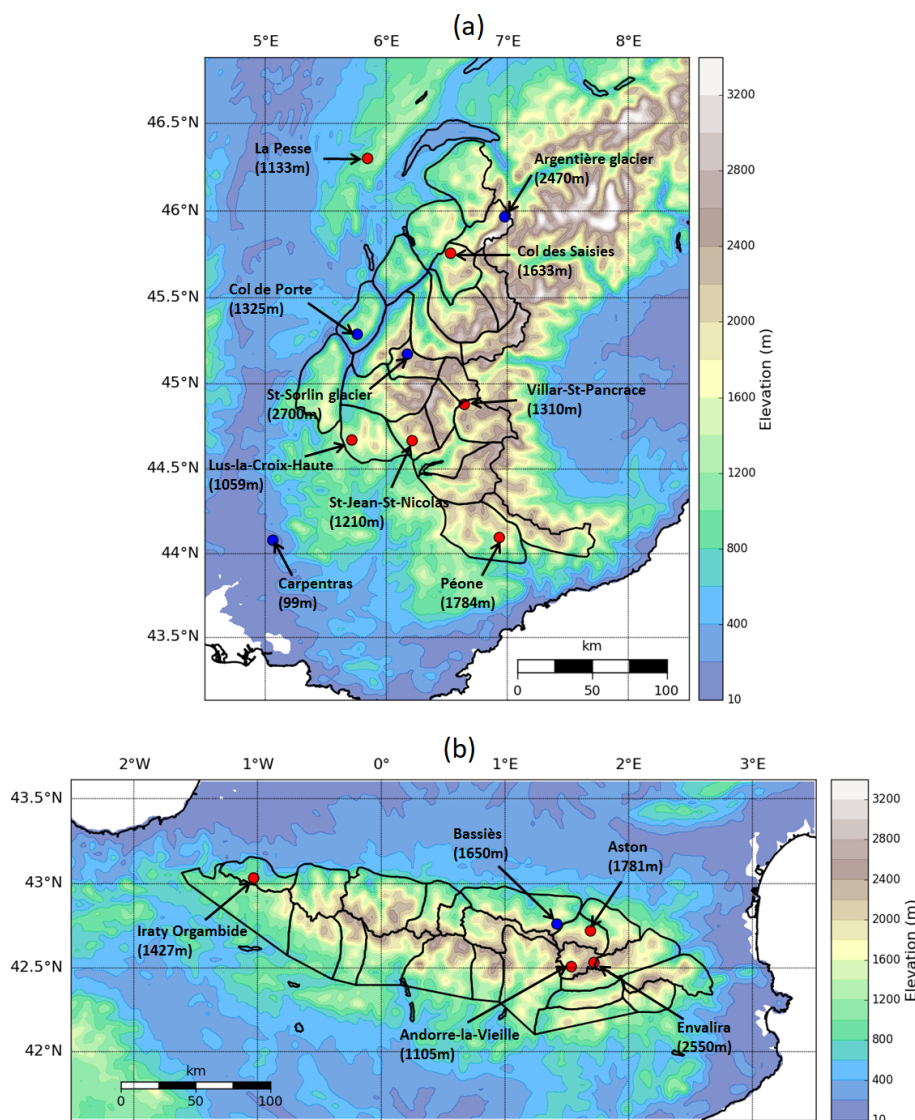 (a)
5°E 6°E 7°E 8°E
46.5°N
46°N
45.5°N
45°N
44.5°N
44°N
43.5°N
La Pesse
(1133m)
Argentière glacier
(2470m)
Col des Saisies
(1633m)
Col de Porte
(1325m)
St-Sorlin glacier
(2700m)
Villar-St-Pancrace
(1310m)
Lus-la-Croix-Haute
(1059m)
St-Jean-St-Nicolas
(1210m)
Carpentras
(99m)
Péone
(1784m)
km
0 50 100
3200
2800
2400
2000
1600
1200
800
400
10
Elevation (m)
(b)
2°W 1°W 0°E 1°E 2°E 3°E
43.5°N
43°N
42.5°N
42°N
Bassiès
(1650m)
Aston
(1781m)
Iraty Orgambide
(1427m)
Andorre-la-Vieille
(1105m)
Envalira
(2550m)
km
0 50 100
3200
2800
2400
2000
1600
1200
800
400
10
Elevation (m)